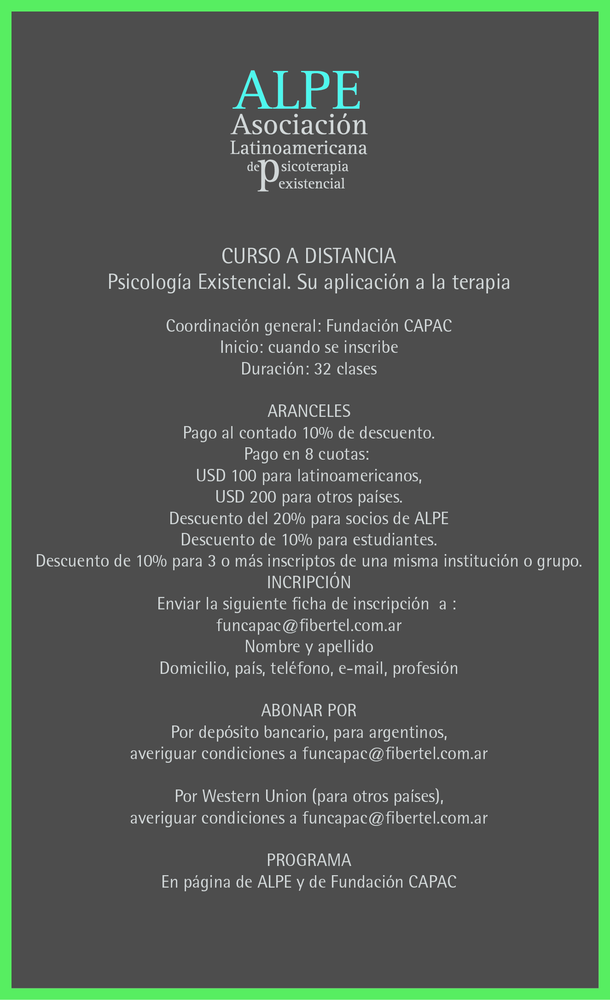 ALPE
Asociación
Latinoamericana
de psicoterapia
existencial
CURSO A DISTANCIA
Psicología Existencial. Su aplicación a la terapia
Coordinación general: Fundación CAPAC
Inicio: cuando se inscribe
Duración: 32 clases
ARANCELES
Pago al contado 10% de descuento.
Pago en 8 cuotas:
USD 100 para latinoamericanos,
USD 200 para otros países.
Descuento del 20% para socios de ALPE
Descuento de 10% para estudiantes.
Descuento de 10% para 3 o más inscriptos de una misma institución o grupo.
INCRIPCIÓN
Enviar la siguiente ficha de inscripción  a :
funcapac@fibertel.com.ar
Nombre y apellido
Domicilio, país, teléfono, e-mail, profesión
ABONAR POR
Por depósito bancario, para argentinos,
averiguar condiciones a funcapac@fibertel.com.ar
Por Western Union (para otros países),
averiguar condiciones a funcapac@fibertel.com.ar
PROGRAMA
En página de ALPE y de Fundación CAPAC